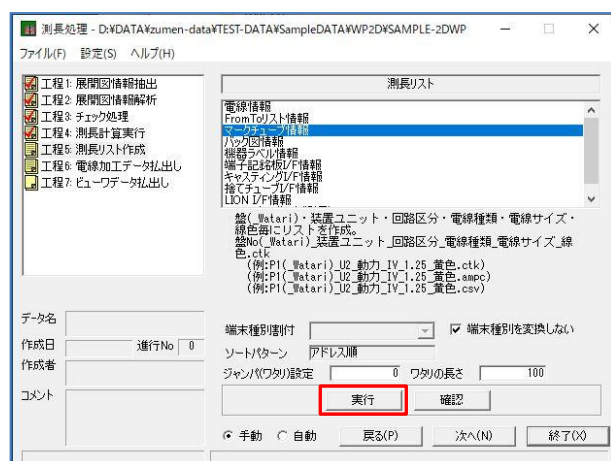 測長処理 - D:¥DATA¥zumen-data¥TEST-DATA¥SampleDATA¥WP2D¥SAMPLE-2DWP
ファイル(F) 設定(S) ヘルプ(H)
工程1: 展開図情報抽出
工程2: 展開図情報解析
工程3: チェック処理
工程4: 測長計算実行
工程5: 測長リスト作成
工程6: 電線加工データ払出し
工程7: ビューワデータ払出し
測長リスト
電線情報
FromToリスト情報
マークチューブ情報
パック図情報
機器ラベル情報
端子記銘板I/F情報
キャスティングI/F情報
捨てチューブI/F情報
LION I/F情報
盤(_Watari)・装置ユニット・回路区分・電線種類・電線サイズ・
線色毎にリストを作成。
盤No(_Watari)_装置ユニット_回路区分_電線種類_電線サイズ_線
色.ctk
(例:P1(_Watari)_U2_動力_IV_1.25_黄色.ctk)
(例:P1(_Watari)_U2_動力_IV_1.25_黄色.ampc)
(例:P1(_Watari)_U2_動力_IV_1.25_黄色.csv)
データ名
作成日 進行No 0
作成者
コメント
端末種別割付 端末種別を変換しない
ソートパターン アドレス順
ジャンパ(ワタリ)設定 0 ワタリの長さ 100
実行 確認
手動 自動 戻る(P) 次へ(N) 終了(X)